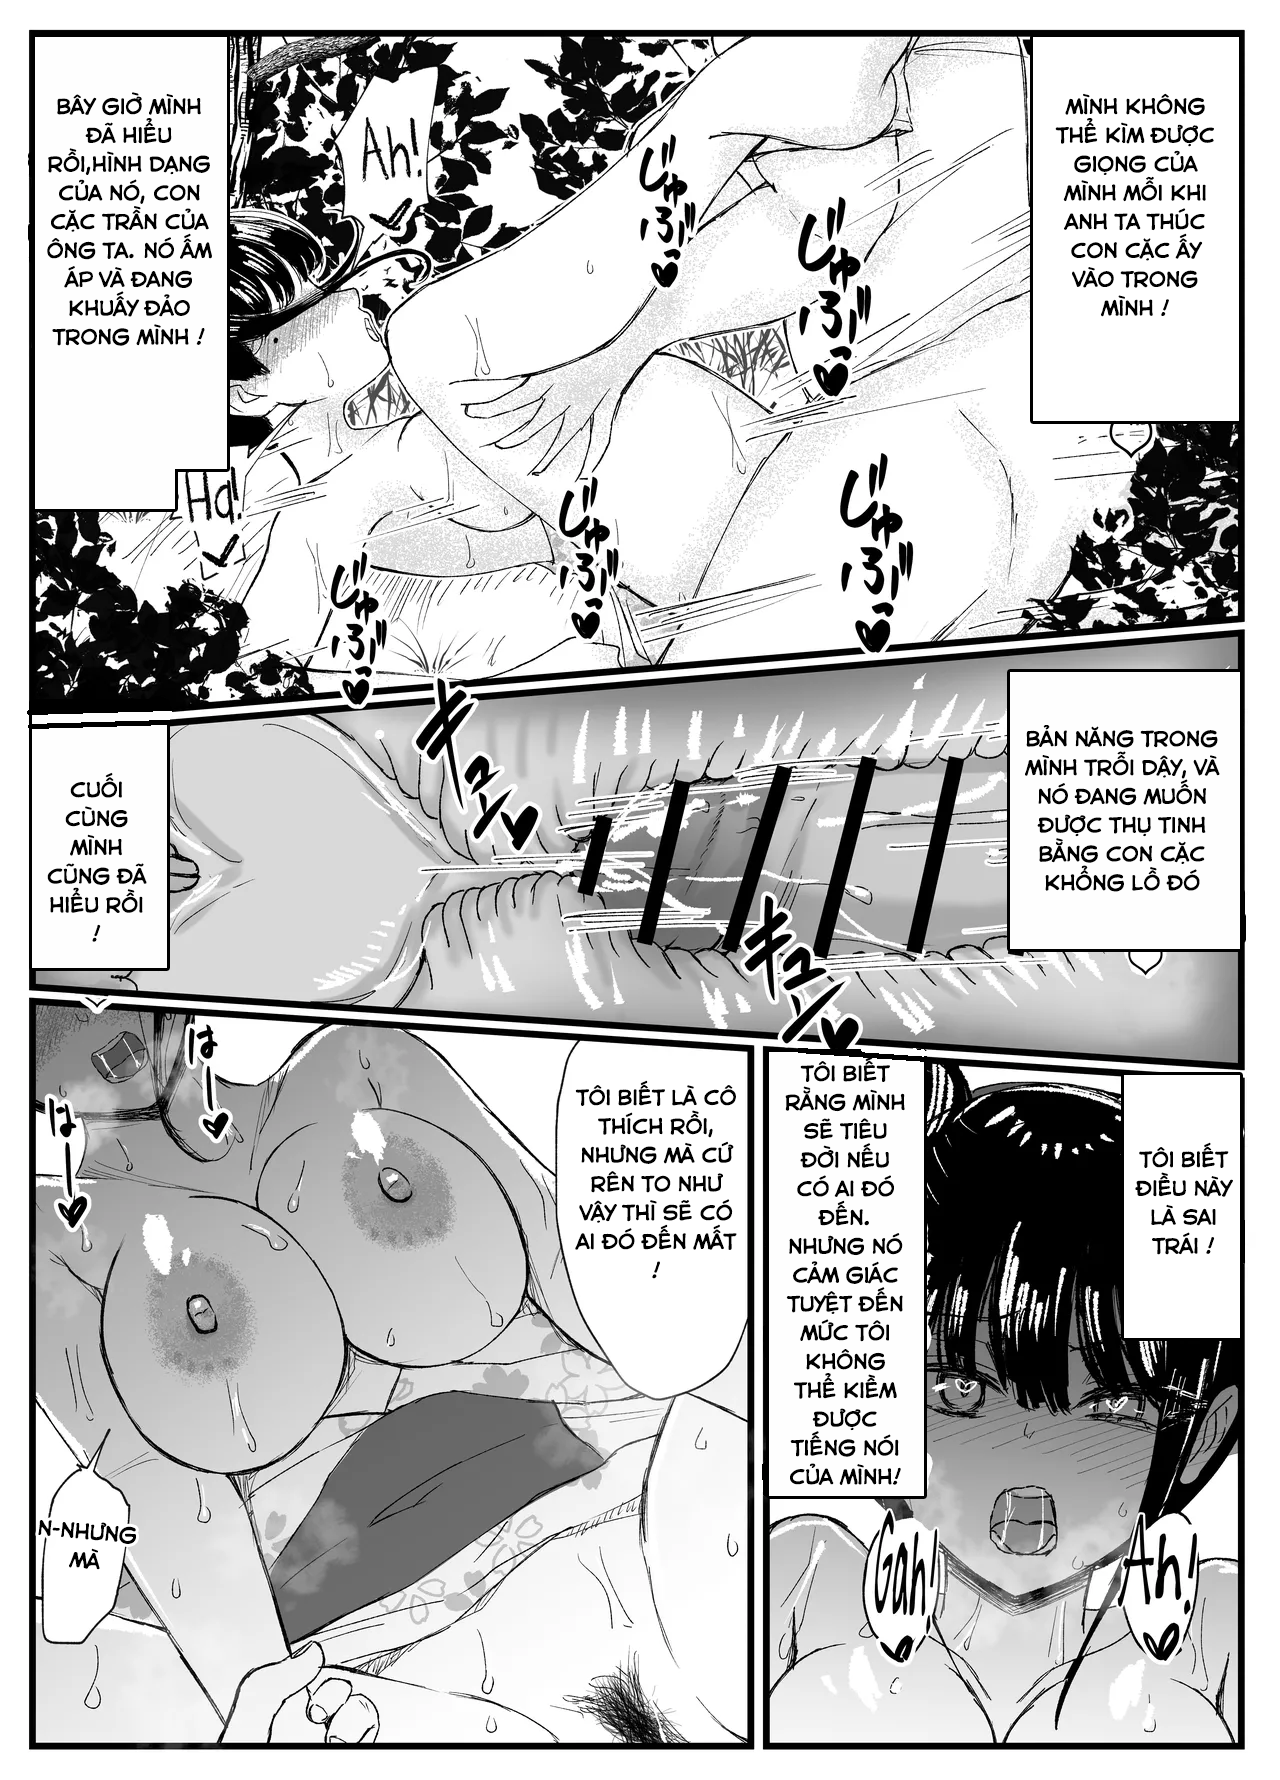 MÌNH KHÔNG
THỂ KÌM ĐƯỢC
GIỌNG CỦA
MÌNH MỖI KHI
ANH TA THÚC
CON CẶC ẤY
VÀO TRONG
MÌNH !
Ah!
BÂY GIỜ MÌNH
ĐÃ HIỂU
RỒI,HÌNH DẠNG
CỦA NÓ, CON
CẶC TRẦN CỦA
ÔNG TA. NÓ ẤM
ÁP VÀ ĐANG
KHUẤY ĐẢO
TRONG MÌNH !
Ha!
じゅぶっ
じゅぶっ
じゅぶっ
じゅぶっ
じゅぶっ
BẢN NĂNG TRONG
MÌNH TRỖI DẬY, VÀ
NÓ ĐANG MUỐN
ĐƯỢC THỤ TINH
BẰNG CON CẶC
KHỔNG LỒ ĐÓ
キュン
キュン
CUỐI
CÙNG
MÌNH
CŨNG ĐÃ
HIỂU RỒI
!
TÔI BIẾT
ĐIỀU NÀY
LÀ SAI
TRÁI !
TÔI BIẾT
RẰNG MÌNH
SẼ TIÊU
ĐỜI NẾU
CÓ AI ĐÓ
ĐẾN.
NHƯNG NÓ
CẢM GIÁC
TUYỆT ĐẾN
MỨC TÔI
KHÔNG
THỂ KIỀM
ĐƯỢC
TIẾNG NÓI
CỦA MÌNH!
Ah!
Gah!
TÔI BIẾT LÀ CÔ
THÍCH RỒI,
NHƯNG MÀ CỨ
RÊN TO NHƯ
VẬY THÌ SẼ CÓ
AI ĐÓ ĐẾN MẤT
!
はー
はー
N-NHƯNG
MÀ